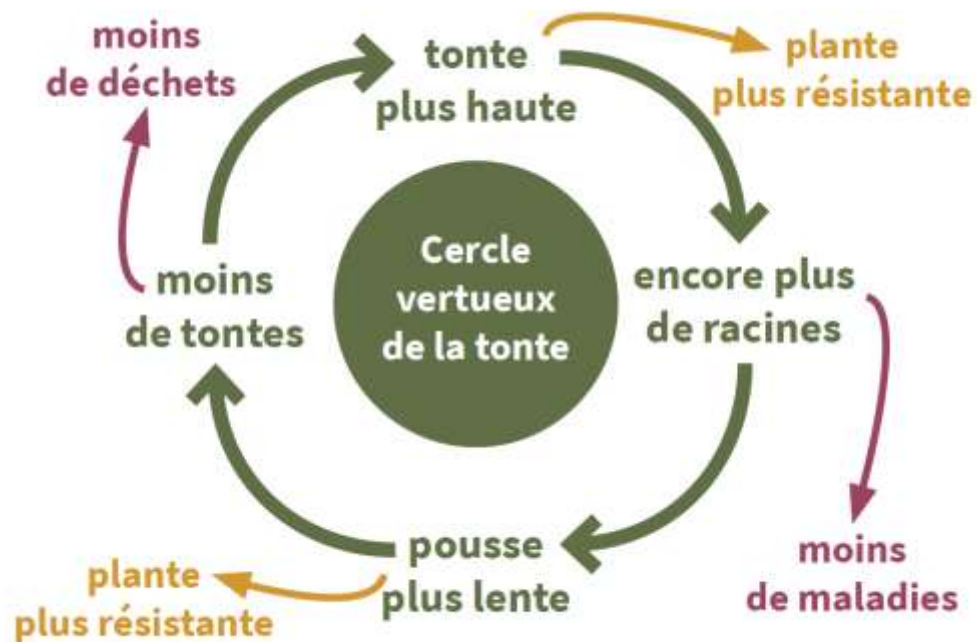 moins
de déchets
tonte
plus haute
plante
plus résistante
Cercle
vertueux
de la tonte
encore plus
de racines
moins
de tontes
pousse
plus lente
moins
de maladies
plante
plus résistante